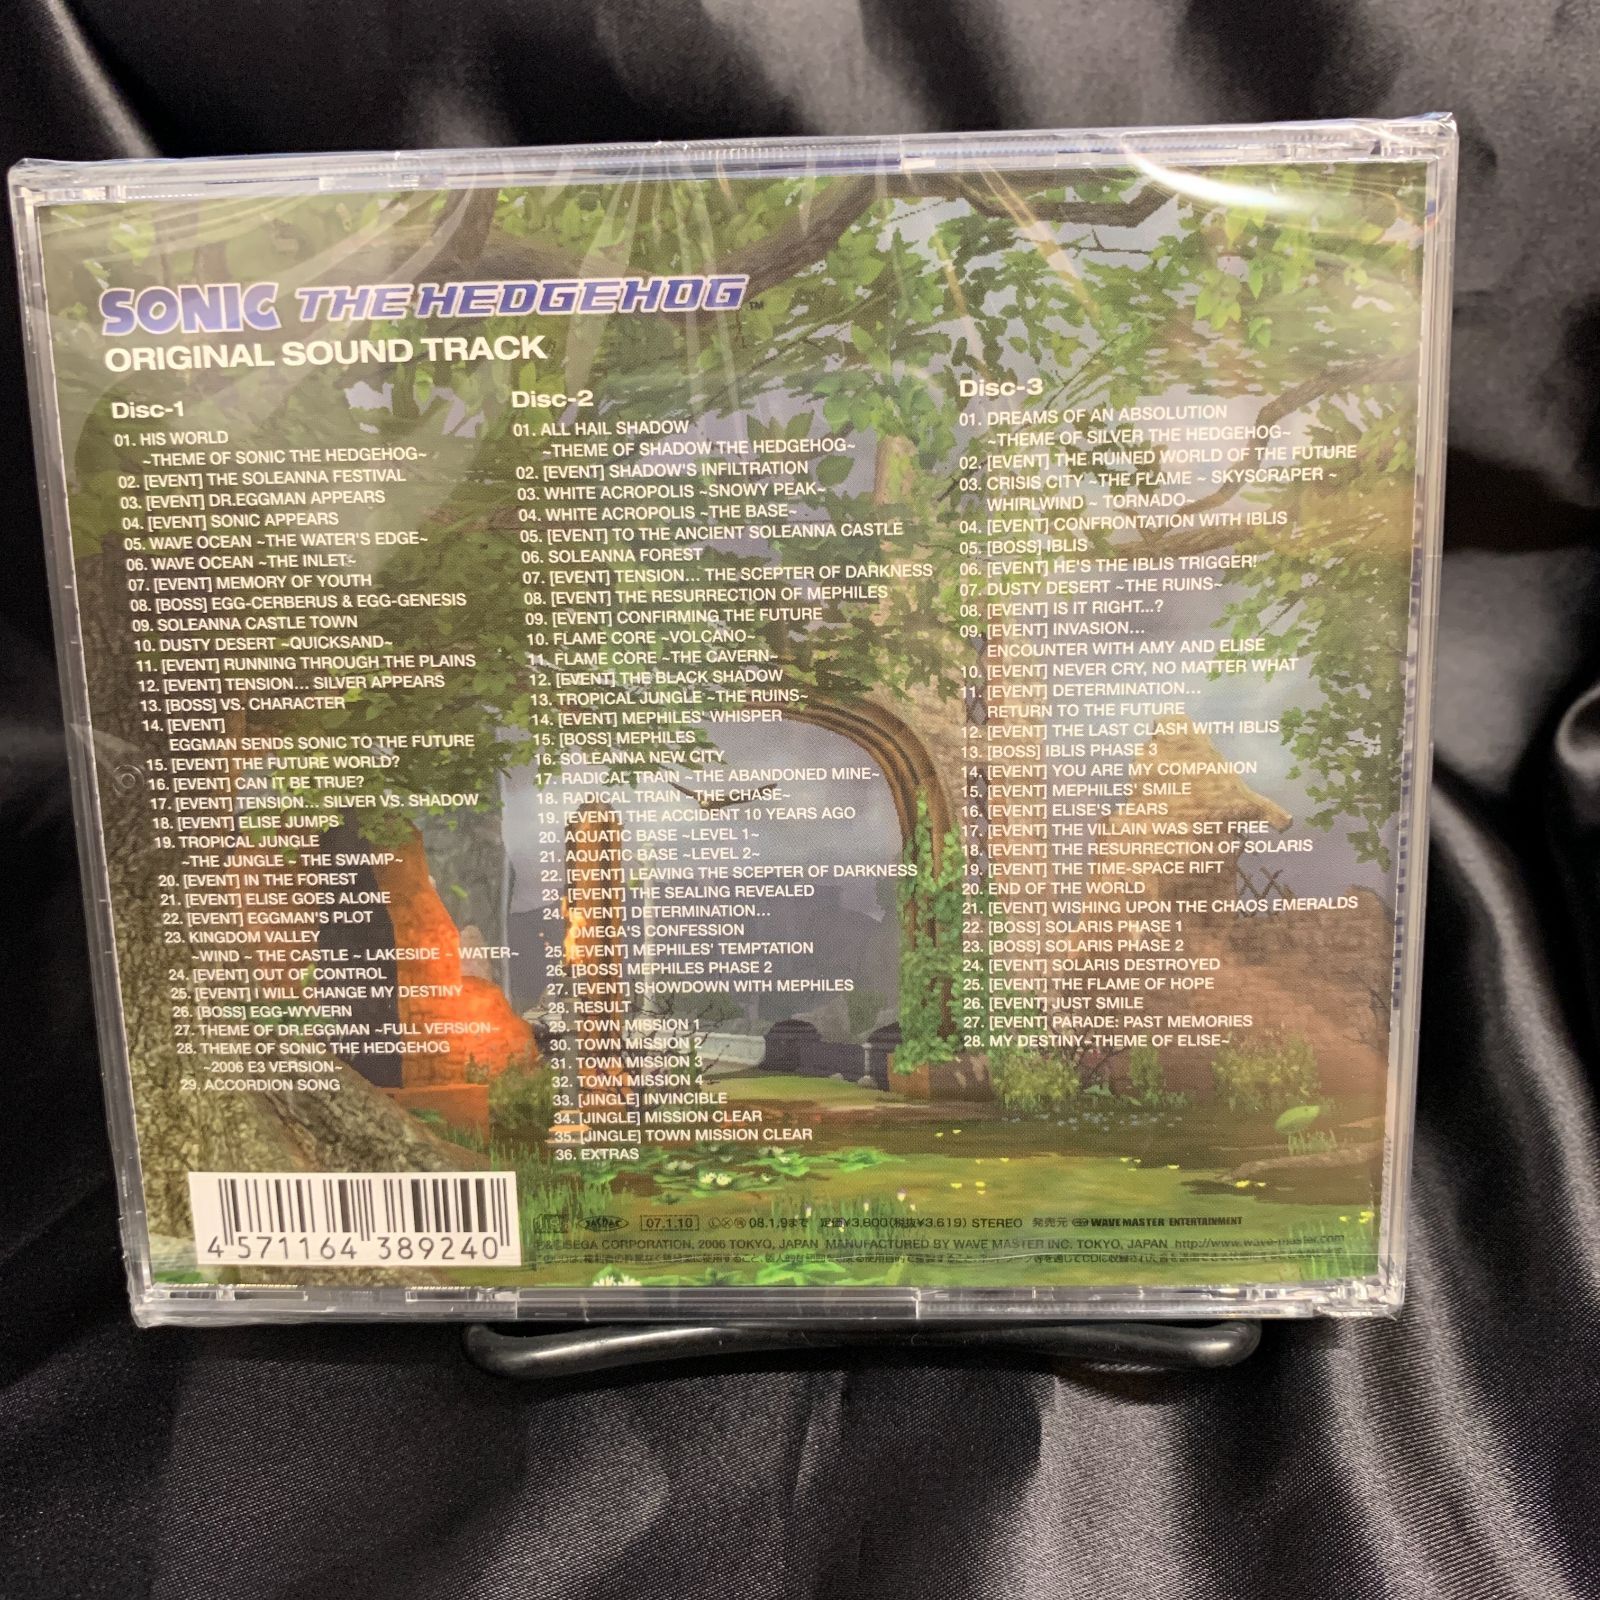 SONIC THE HEDGEHOG™
ORIGINAL SOUND TRACK
Disc-1
01. HIS WORLD
~THEME OF SONIC THE HEDGEHOG~
02. [EVENT] THE SOLEANNA FESTIVAL
03. [EVENT] DR.EGGMAN APPEARS
04. [EVENT] SONIC APPEARS
05. WAVE OCEAN ~THE WATER'S EDGE~
06. WAVE OCEAN ~THE INLET~
07. [EVENT] MEMORY OF YOUTH
08. [BOSS] EGG-CERBERUS & EGG-GENESIS
09. SOLEANNA CASTLE TOWN
10. DUSTY DESERT ~QUICKSAND~
11. [EVENT] RUNNING THROUGH THE PLAINS
12. [EVENT] TENSION... SILVER APPEARS
13. [BOSS] VS. CHARACTER
14. [EVENT]
EGGMAN SENDS SONIC TO THE FUTURE
15. [EVENT] THE FUTURE WORLD?
16. [EVENT] CAN IT BE TRUE?
17. [EVENT] TENSION... SILVER VS. SHADOW
18. [EVENT] ELISE JUMPS
19. TROPICAL JUNGLE
~THE JUNGLE ~ THE SWAMP~
20. [EVENT] IN THE FOREST
21. [EVENT] ELISE GOES ALONE
22. [EVENT] EGGMAN'S PLOT
23. KINGDOM VALLEY
~WIND ~ THE CASTLE ~ LAKESIDE ~ WATER~
24. [EVENT] OUT OF CONTROL
25. [EVENT] I WILL CHANGE MY DESTINY
26. [BOSS] EGG-WYVERN
27. THEME OF DR.EGGMAN ~FULL VERSION~
28. THEME OF SONIC THE HEDGEHOG
~2006 E3 VERSION~
29. ACCORDION SONG
Disc-2
01. ALL HAIL SHADOW
~THEME OF SHADOW THE HEDGEHOG~
02. [EVENT] SHADOW'S INFILTRATION
03. WHITE ACROPOLIS ~SNOWY PEAK~
04. WHITE ACROPOLIS ~THE BASE~
05. [EVENT] TO THE ANCIENT SOLEANNA CASTLE
06. SOLEANNA FOREST
07. [EVENT] TENSION... THE SCEPTER OF DARKNESS
08. [EVENT] THE RESURRECTION OF MEPHILES
09. [EVENT] CONFIRMING THE FUTURE
10. FLAME CORE ~VOLCANO~
11. FLAME CORE ~THE CAVERN~
12. [EVENT] THE BLACK SHADOW
13. TROPICAL JUNGLE ~THE RUINS~
14. [EVENT] MEPHILES' WHISPER
15. [BOSS] MEPHILES
16. SOLEANNA NEW CITY
17. RADICAL TRAIN ~THE ABANDONED MINE~
18. RADICAL TRAIN ~THE CHASE~
19. [EVENT] THE ACCIDENT 10 YEARS AGO
20. AQUATIC BASE ~LEVEL 1~
21. AQUATIC BASE ~LEVEL 2~
22. [EVENT] LEAVING THE SCEPTER OF DARKNESS
23. [EVENT] THE SEALING REVEALED
24. [EVENT] DETERMINATION...
OMEGA'S CONFESSION
25. [EVENT] MEPHILES' TEMPTATION
26. [BOSS] MEPHILES PHASE 2
27. [EVENT] SHOWDOWN WITH MEPHILES
28. RESULT
29. TOWN MISSION 1
30. TOWN MISSION 2
31. TOWN MISSION 3
32. TOWN MISSION 4
33. [JINGLE] INVINCIBLE
34. [JINGLE] MISSION CLEAR
35. [JINGLE] TOWN MISSION CLEAR
36. EXTRAS
Disc-3
01. DREAMS OF AN ABSOLUTION
~THEME OF SILVER THE HEDGEHOG~
02. [EVENT] THE RUINED WORLD OF THE FUTURE
03. CRISIS CITY ~THE FLAME ~ SKYSCRAPER ~
WHIRLWIND ~ TORNADO~
04. [EVENT] CONFRONTATION WITH IBLIS
05. [BOSS] IBLIS
06. [EVENT] HE'S THE IBLIS TRIGGER!
07. DUSTY DESERT ~THE RUINS~
08. [EVENT] IS IT RIGHT...?
09. [EVENT] INVASION...
ENCOUNTER WITH AMY AND ELISE
10. [EVENT] NEVER CRY, NO MATTER WHAT
11. [EVENT] DETERMINATION...
RETURN TO THE FUTURE
12. [EVENT] THE LAST CLASH WITH IBLIS
13. [BOSS] IBLIS PHASE 3
14. [EVENT] YOU ARE MY COMPANION
15. [EVENT] MEPHILES' SMILE
16. [EVENT] ELISE'S TEARS
17. [EVENT] THE VILLAIN WAS SET FREE
18. [EVENT] THE RESURRECTION OF SOLARIS
19. [EVENT] THE TIME-SPACE RIFT
20. END OF THE WORLD
21. [EVENT] WISHING UPON THE CHAOS EMERALDS
22. [BOSS] SOLARIS PHASE 1
23. [BOSS] SOLARIS PHASE 2
24. [EVENT] SOLARIS DESTROYED
25. [EVENT] THE FLAME OF HOPE
26. [EVENT] JUST SMILE
27. [EVENT] PARADE: PAST MEMORIES
28. MY DESTINY~THEME OF ELISE~
4 571164 389240
JASRAC 07.1.10 08.1.9まで 定価¥3,800(税抜¥3,619) STEREO 発売元 WAVE MASTER ENTERTAINMENT
SEGA CORPORATION, 2006 TOKYO, JAPAN MANUFACTURED BY WAVE MASTER INC. TOKYO, JAPAN http://www.wave-master.com